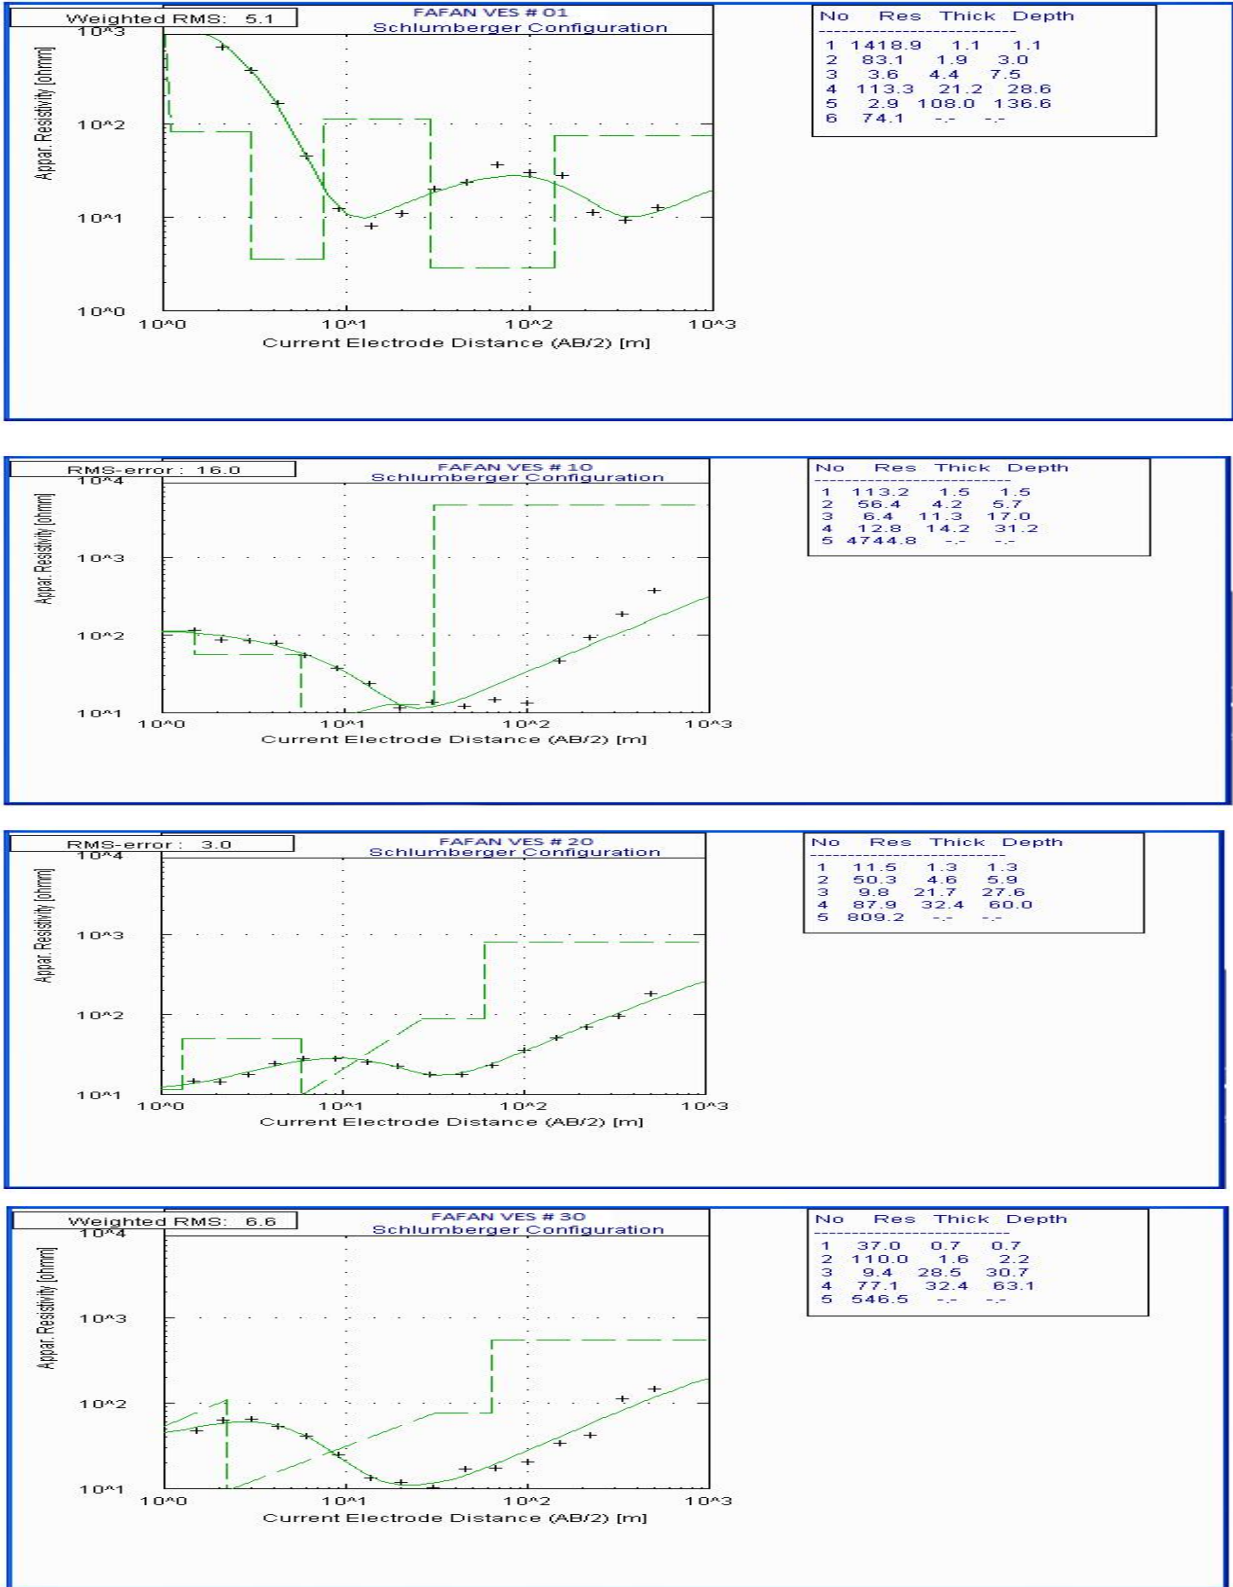 Weighted RMS: 5.1
FAFAN VES # 01
Schlumberger Configuration
Appar. Resistivity [ohmm]
10^3
10^2
10^1
10^0
10^0 10^1 10^2 10^3
Current Electrode Distance (AB/2) [m]
No Res Thick Depth
1 1418.9 1.1 1.1
2 83.1 1.9 3.0
3 3.6 4.4 7.5
4 113.3 21.2 28.6
5 2.9 108.0 136.6
6 74.1 -.- -.-
RMS-error : 16.0
FAFAN VES # 10
Schlumberger Configuration
Appar. Resistivity [ohmm]
10^4
10^3
10^2
10^1
10^0 10^1 10^2 10^3
Current Electrode Distance (AB/2) [m]
No Res Thick Depth
1 113.2 1.5 1.5
2 56.4 4.2 5.7
3 6.4 11.3 17.0
4 12.8 14.2 31.2
5 4744.8 -.- -.-
RMS-error : 3.0
FAFAN VES # 20
Schlumberger Configuration
Appar. Resistivity [ohmm]
10^4
10^3
10^2
10^1
10^0 10^1 10^2 10^3
Current Electrode Distance (AB/2) [m]
No Res Thick Depth
1 11.5 1.3 1.3
2 50.3 4.6 5.9
3 9.8 21.7 27.6
4 87.9 32.4 60.0
5 809.2 -.- -.-
Weighted RMS: 6.6
FAFAN VES # 30
Schlumberger Configuration
Appar. Resistivity [ohmm]
10^4
10^3
10^2
10^1
10^0 10^1 10^2 10^3
Current Electrode Distance (AB/2) [m]
No Res Thick Depth
1 37.0 0.7 0.7
2 110.0 1.6 2.2
3 9.4 28.5 30.7
4 77.1 32.4 63.1
5 546.5 -.- -.-